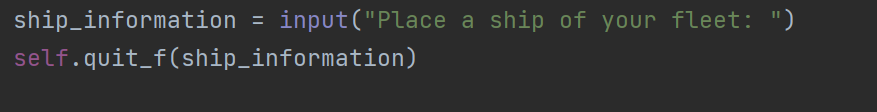 ship_information = input("Place a ship of your fleet: ")
self.quit_f(ship_information)